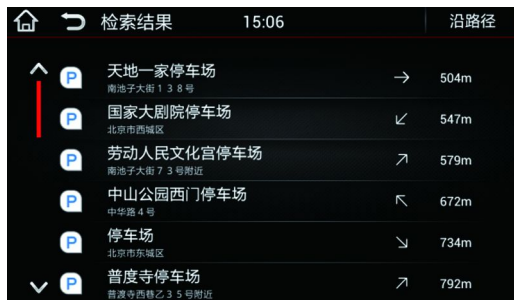 检索结果 15:06 沿路径
P 天地一家停车场 → 504m
南池子大街138号
P 国家大剧院停车场 ↙ 547m
北京市西城区
P 劳动人民文化宫停车场 ↗ 579m
南池子大街73号附近
P 中山公园西门停车场 ↖ 672m
中华路4号
P 停车场 ↘ 734m
北京市东城区
P 普度寺停车场 ↗ 792m
普渡寺西巷乙35号附近